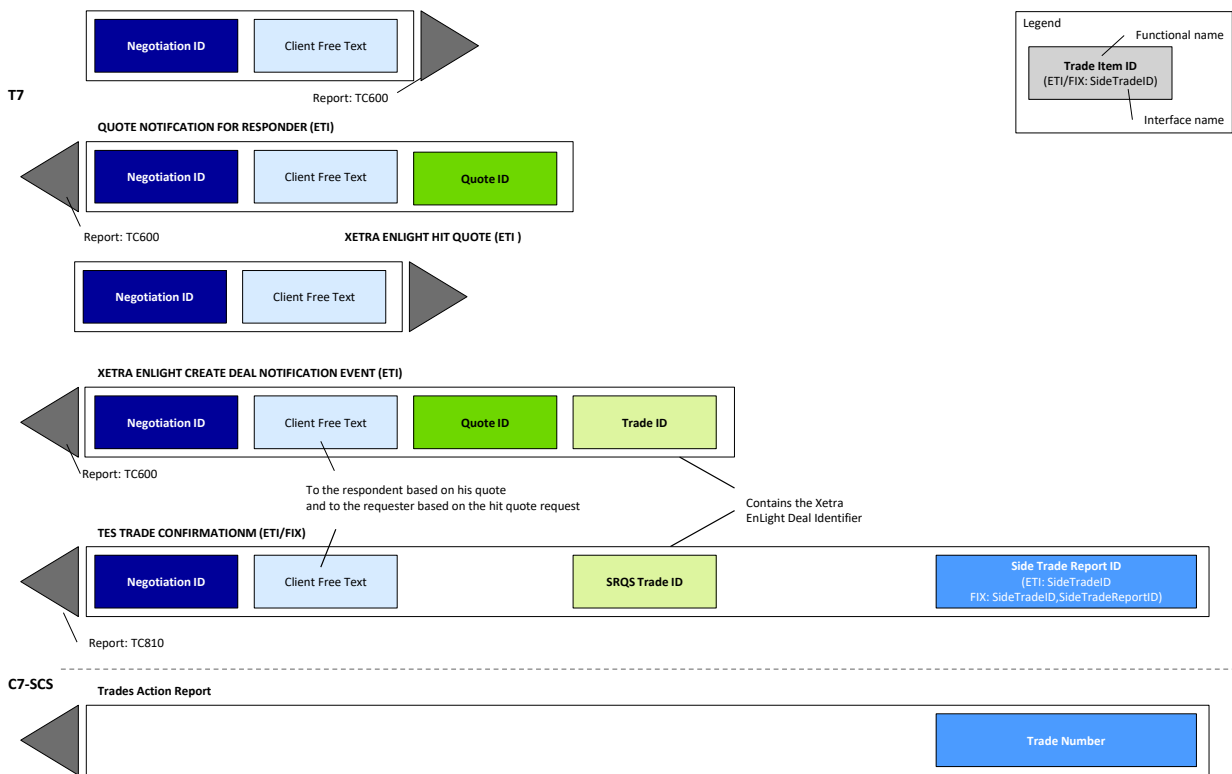 Legend
Functional name
Trade Item ID
(ETI/FIX: SideTradeID)
Interface name
Negotiation ID
Client Free Text
Report: TC600
T7
QUOTE NOTIFCATION FOR RESPONDER (ETI)
Negotiation ID
Client Free Text
Quote ID
Report: TC600
XETRA ENLIGHT HIT QUOTE (ETI )
Negotiation ID
Client Free Text
XETRA ENLIGHT CREATE DEAL NOTIFICATION EVENT (ETI)
Negotiation ID
Client Free Text
Quote ID
Trade ID
Report: TC600
To the respondent based on his quote
and to the requester based on the hit quote request
Contains the Xetra
EnLight Deal Identifier
TES TRADE CONFIRMATIONM (ETI/FIX)
Negotiation ID
Client Free Text
SRQS Trade ID
Side Trade Report ID
(ETI: SideTradeID
FIX: SideTradeID,SideTradeReportID)
Report: TC810
C7-SCS
Trades Action Report
Trade Number